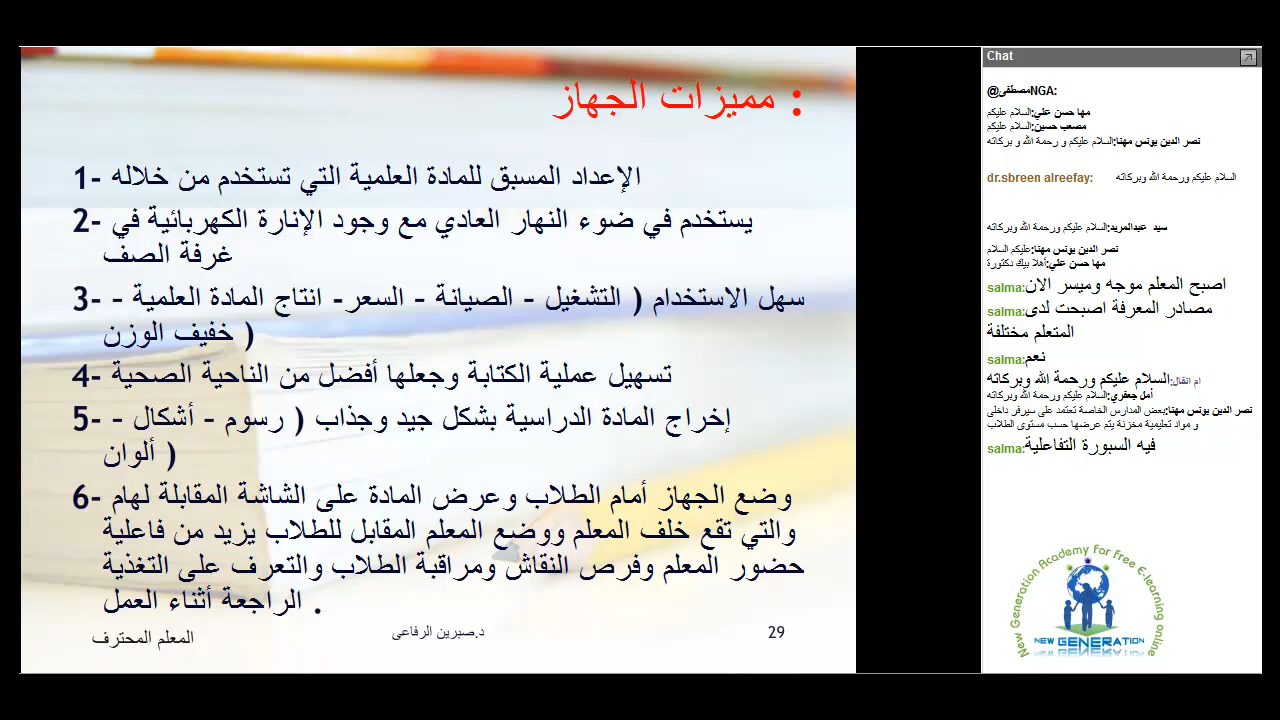 مميزات الجهاز :
1- الإعداد المسبق للمادة العلمية التي تستخدم من خلاله
2- يستخدم في ضوء النهار العادي مع وجود الإنارة الكهربائية في
غرفة الصف
3- سهل الاستخدام ( التشغيل – الصيانة – السعر- انتاج المادة العلمية –
خفيف الوزن )
4- تسهيل عملية الكتابة وجعلها أفضل من الناحية الصحية
5- إخراج المادة الدراسية بشكل جيد وجذاب ( رسوم – أشكال –
ألوان )
6- وضع الجهاز أمام الطلاب وعرض المادة على الشاشة المقابلة لهام
والتي تقع خلف المعلم ووضع المعلم المقابل للطلاب يزيد من فاعلية
حضور المعلم وفرص النقاش ومراقبة الطلاب والتعرف على التغذية
الراجعة أثناء العمل .
المعلم المحترف
د.صبرين الرفاعى
29
Chat
@مصطفىNGA:
مها حسن علي:السلام عليكم
مصعب حسين:السلام عليكم
نصر الدين يونس مهنا:السلام عليكم و رحمة الله و بركاته
dr.sbreen alreefay: السلام عليكم ورحمة الله وبركاته
سيد عبدالمريد:السلام عليكم ورحمة الله وبركاته
نصر الدين يونس مهنا:عليكم السلام
مها حسن علي:أهلا بيك دكتورة
salma:اصبح المعلم موجه وميسر الان
salma:مصادر المعرفة اصبحت لدى
المتعلم مختلفة
salma:نعم
ام انفال:السلام عليكم ورحمة الله وبركاته
أمل جعفري:السلام عليكم ورحمة الله وبركاته
نصر الدين يونس مهنا:بعض المدارس الخاصة تعتمد على سيرفر داخلى
و مواد تعليمية مخزنة يتم عرضها حسب مستوى الطلاب
salma:فيه السبورة التفاعلية
New Generation Academy For Free E-learning online
NEW GENERATION